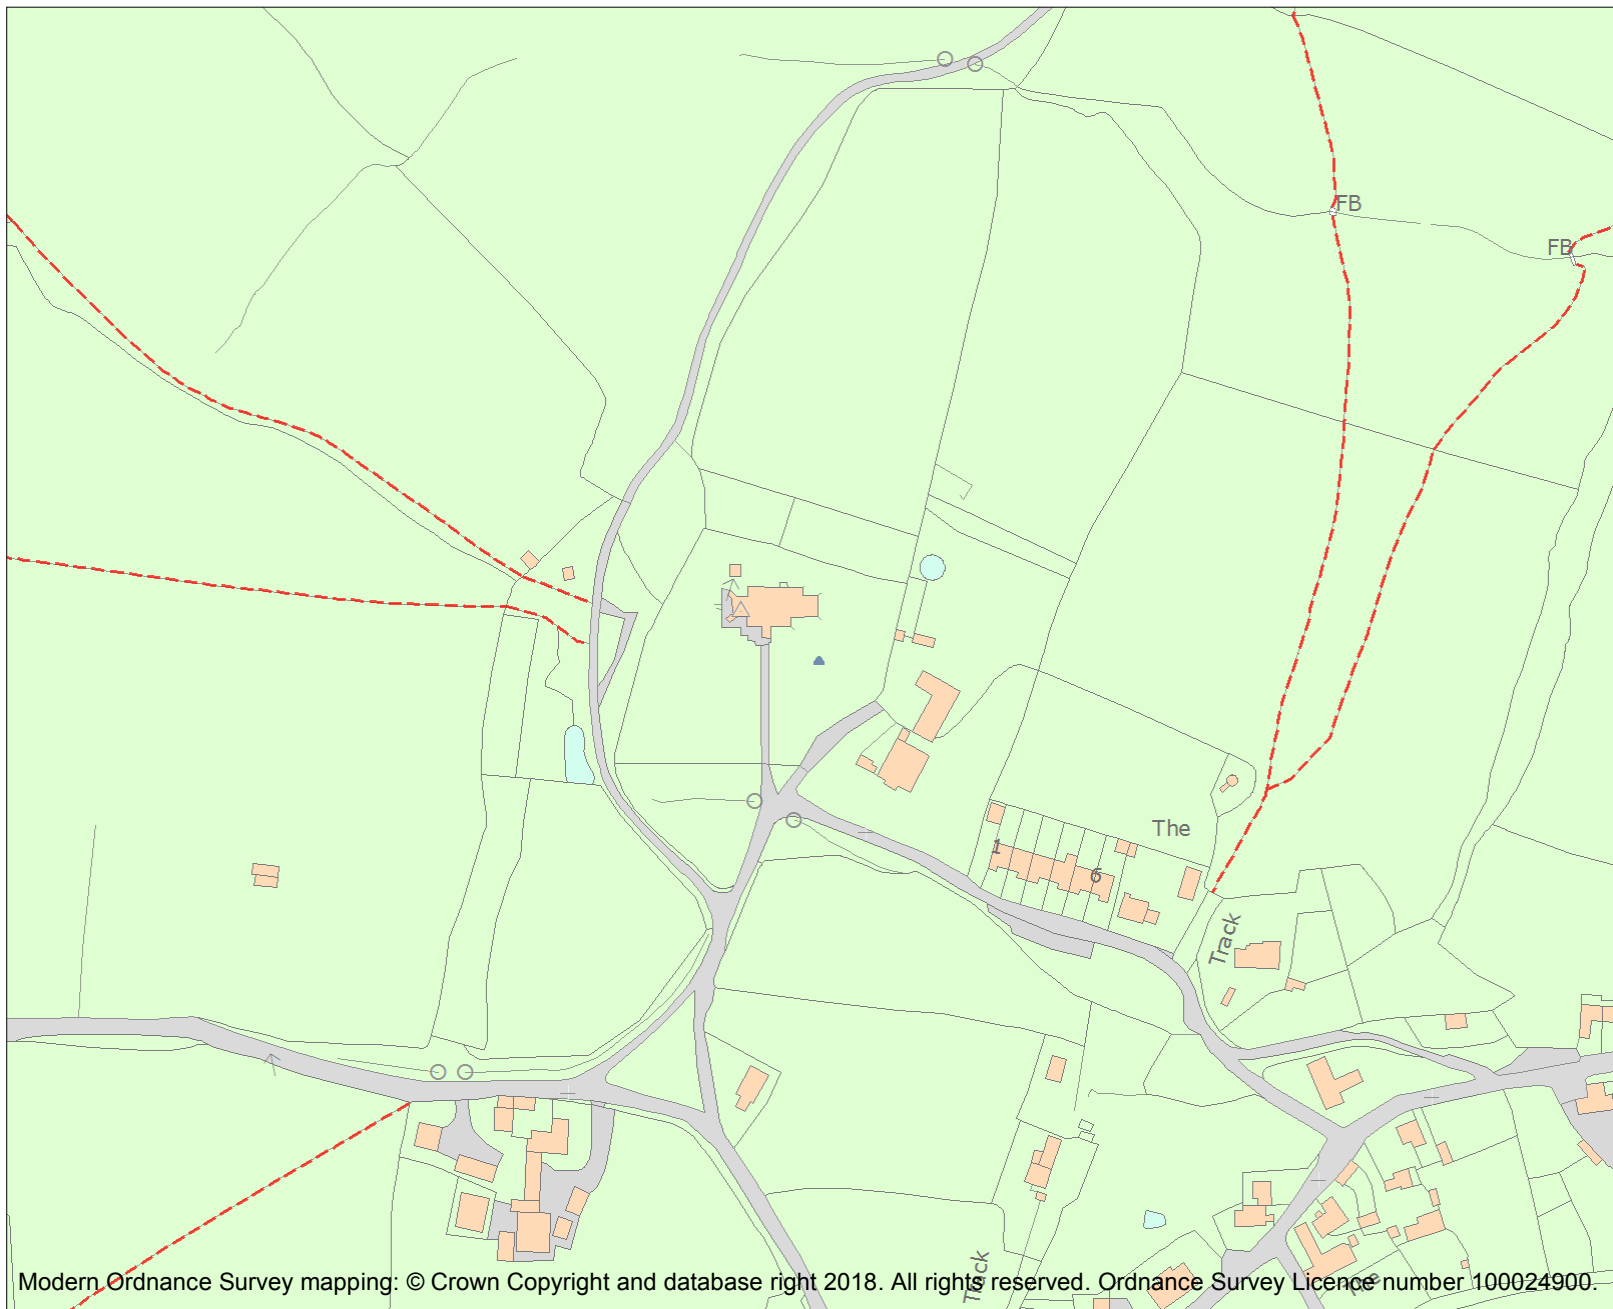 FB
FB
The
1
6
Track
Track
The
Modern Ordnance Survey mapping: © Crown Copyright and database right 2018. All rights reserved. Ordnance Survey Licence number 100024900.